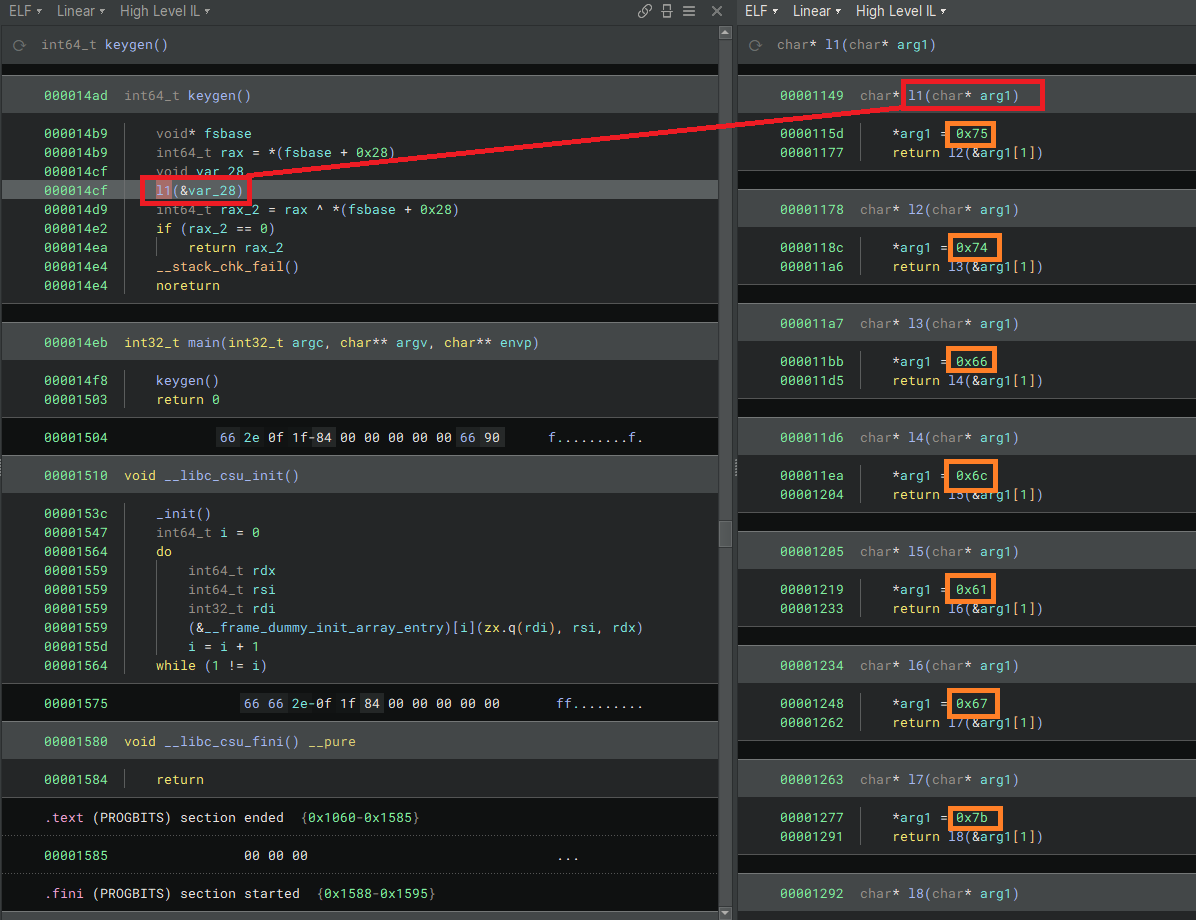 ELF▾ Linear▾ High Level IL▾
int64_t keygen()
000014ad int64_t keygen()
000014b9 void* fsbase
000014b9 int64_t rax = *(fsbase + 0x28)
000014cf void var_28
000014cf l1(&var_28)
000014d9 int64_t rax_2 = rax ^ *(fsbase + 0x28)
000014e2 if (rax_2 == 0)
000014ea return rax_2
000014e4 __stack_chk_fail()
000014e4 noreturn
000014eb int32_t main(int32_t argc, char** argv, char** envp)
000014f8 keygen()
00001503 return 0
00001504 66 2e 0f 1f-84 00 00 00 00 00 66 90 f.........f.
00001510 void __libc_csu_init()
0000153c _init()
00001547 int64_t i = 0
00001564 do
00001559 int64_t rdx
00001559 int64_t rsi
00001559 int32_t rdi
00001559 (&__frame_dummy_init_array_entry)[i](zx.q(rdi), rsi, rdx)
0000155d i = i + 1
00001564 while (1 != i)
00001575 66 66 2e-0f 1f 84 00 00 00 00 00 ff.........
00001580 void __libc_csu_fini() __pure
00001584 return
.text (PROGBITS) section ended {0x1060-0x1585}
00001585 00 00 00 ...
.fini (PROGBITS) section started {0x1588-0x1595}
ELF▾ Linear▾ High Level IL▾
char* l1(char* arg1)
00001149 char* l1(char* arg1)
0000115d *arg1 = 0x75
00001177 return l2(&arg1[1])
00001178 char* l2(char* arg1)
0000118c *arg1 = 0x74
000011a6 return l3(&arg1[1])
000011a7 char* l3(char* arg1)
000011bb *arg1 = 0x66
000011d5 return l4(&arg1[1])
000011d6 char* l4(char* arg1)
000011ea *arg1 = 0x6c
00001204 return l5(&arg1[1])
00001205 char* l5(char* arg1)
00001219 *arg1 = 0x61
00001233 return l6(&arg1[1])
00001234 char* l6(char* arg1)
00001248 *arg1 = 0x67
00001262 return l7(&arg1[1])
00001263 char* l7(char* arg1)
00001277 *arg1 = 0x7b
00001291 return l8(&arg1[1])
00001292 char* l8(char* arg1)